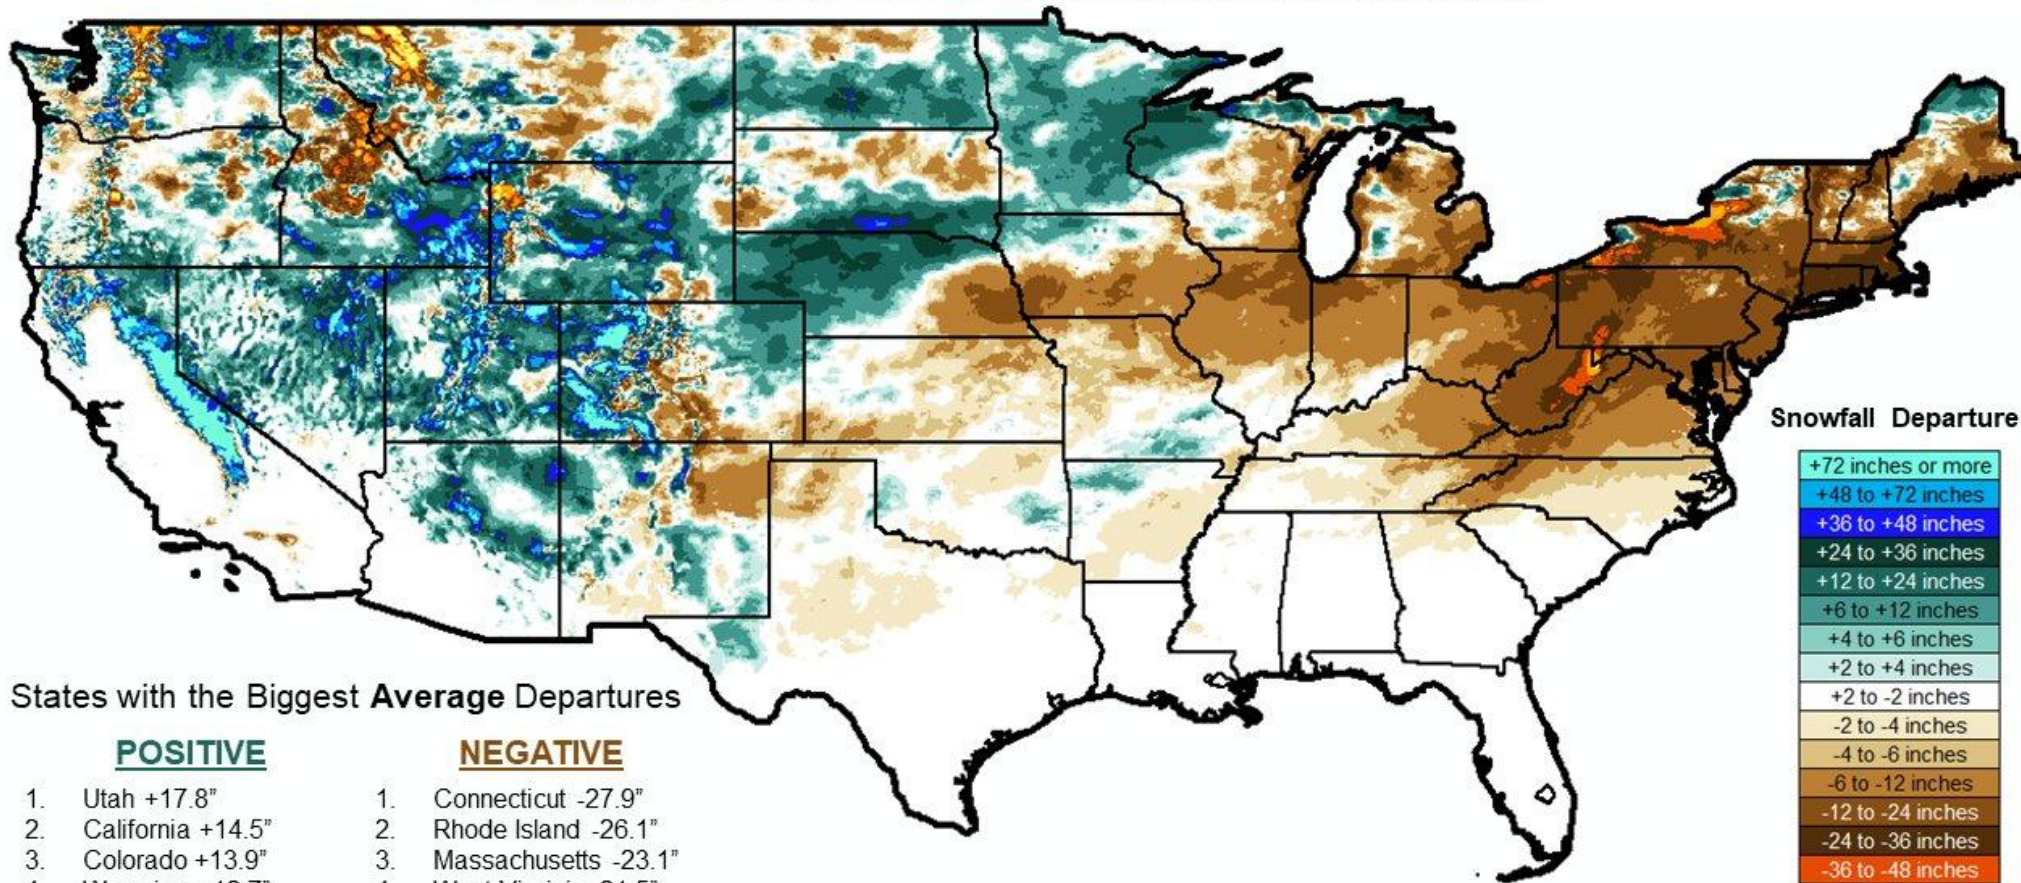 States with the Biggest Average Departures
POSITIVE
1. Utah +17.8”
2. California +14.5”
3. Colorado +13.9”
NEGATIVE
1. Connecticut -27.9”
2. Rhode Island -26.1”
3. Massachusetts -23.1”
Snowfall Departure
+72 inches or more
+48 to +72 inches
+36 to +48 inches
+24 to +36 inches
+12 to +24 inches
+6 to +12 inches
+4 to +6 inches
+2 to +4 inches
+2 to -2 inches
-2 to -4 inches
-4 to -6 inches
-6 to -12 inches
-12 to -24 inches
-24 to -36 inches
-36 to -48 inches